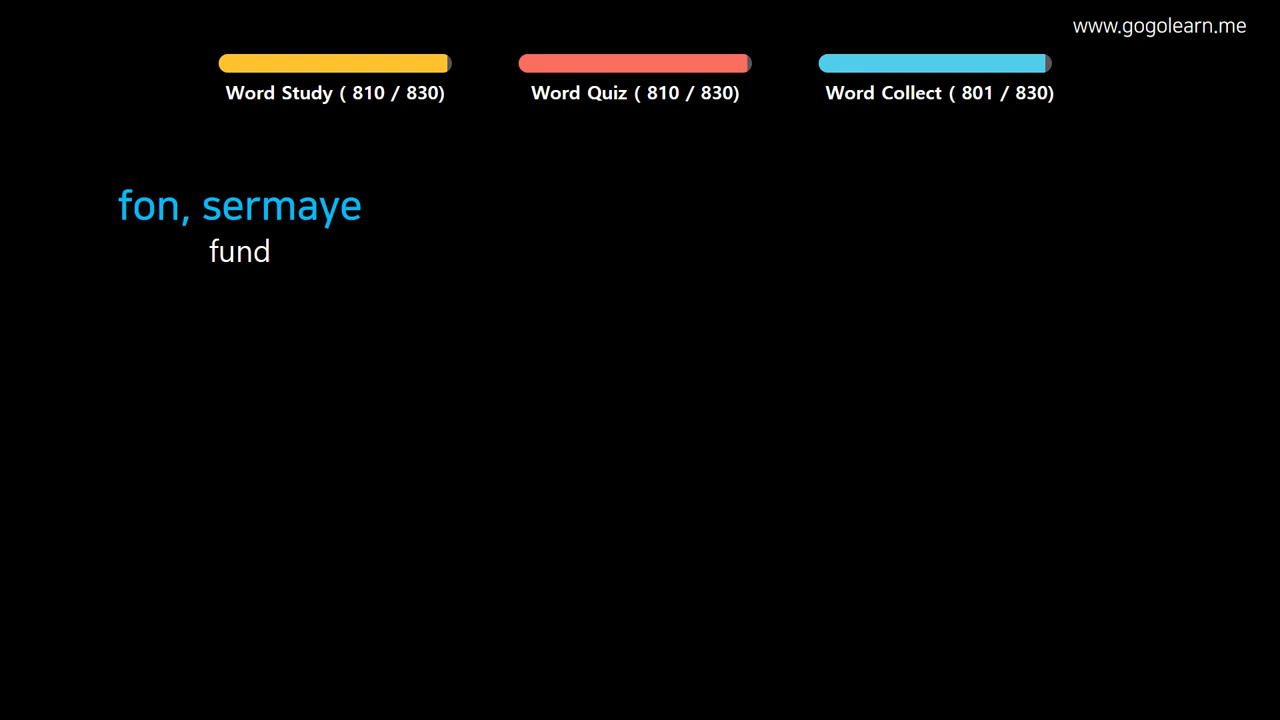 www.gogolearn.me
Word Study ( 810 / 830)
Word Quiz ( 810 / 830)
Word Collect ( 801 / 830)
fon, sermaye
fund